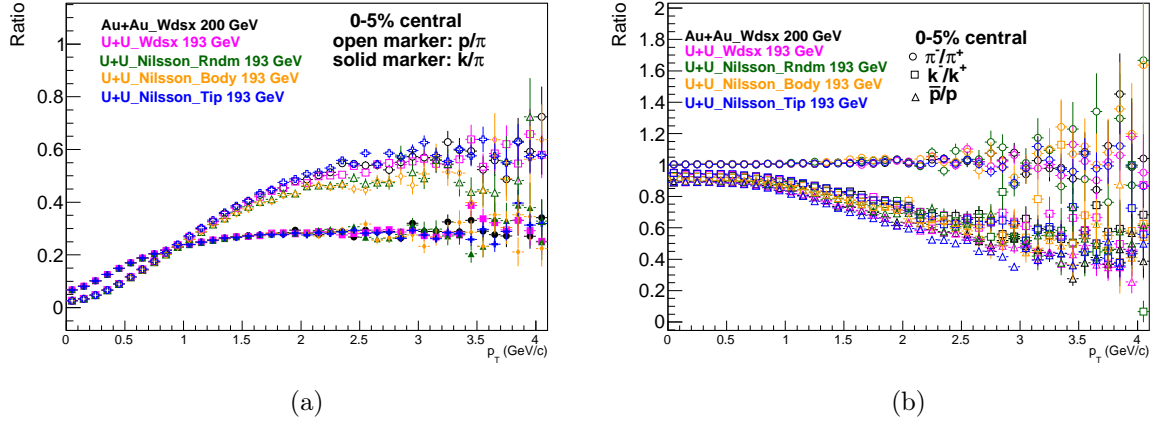 Ratio
Au+Au_Wdsx 200 GeV
U+U_Wdsx 193 GeV
U+U_Nilsson_Rndm 193 GeV
U+U_Nilsson_Body 193 GeV
U+U_Nilsson_Tip 193 GeV
0-5% central
open marker: p/π
solid marker: k/π
1
0.8
0.6
0.4
0.2
0
0 0.5 1 1.5 2 2.5 3 3.5 4
p_T (GeV/c)
(a)
Ratio
Au+Au_Wdsx 200 GeV
U+U_Wdsx 193 GeV
U+U_Nilsson_Rndm 193 GeV
U+U_Nilsson_Body 193 GeV
U+U_Nilsson_Tip 193 GeV
0-5% central
π⁻/π⁺
k⁻/k⁺
p̅/p
2
1.8
1.6
1.4
1.2
1
0.8
0.6
0.4
0.2
0
0 0.5 1 1.5 2 2.5 3 3.5 4
p_T (GeV/c)
(b)